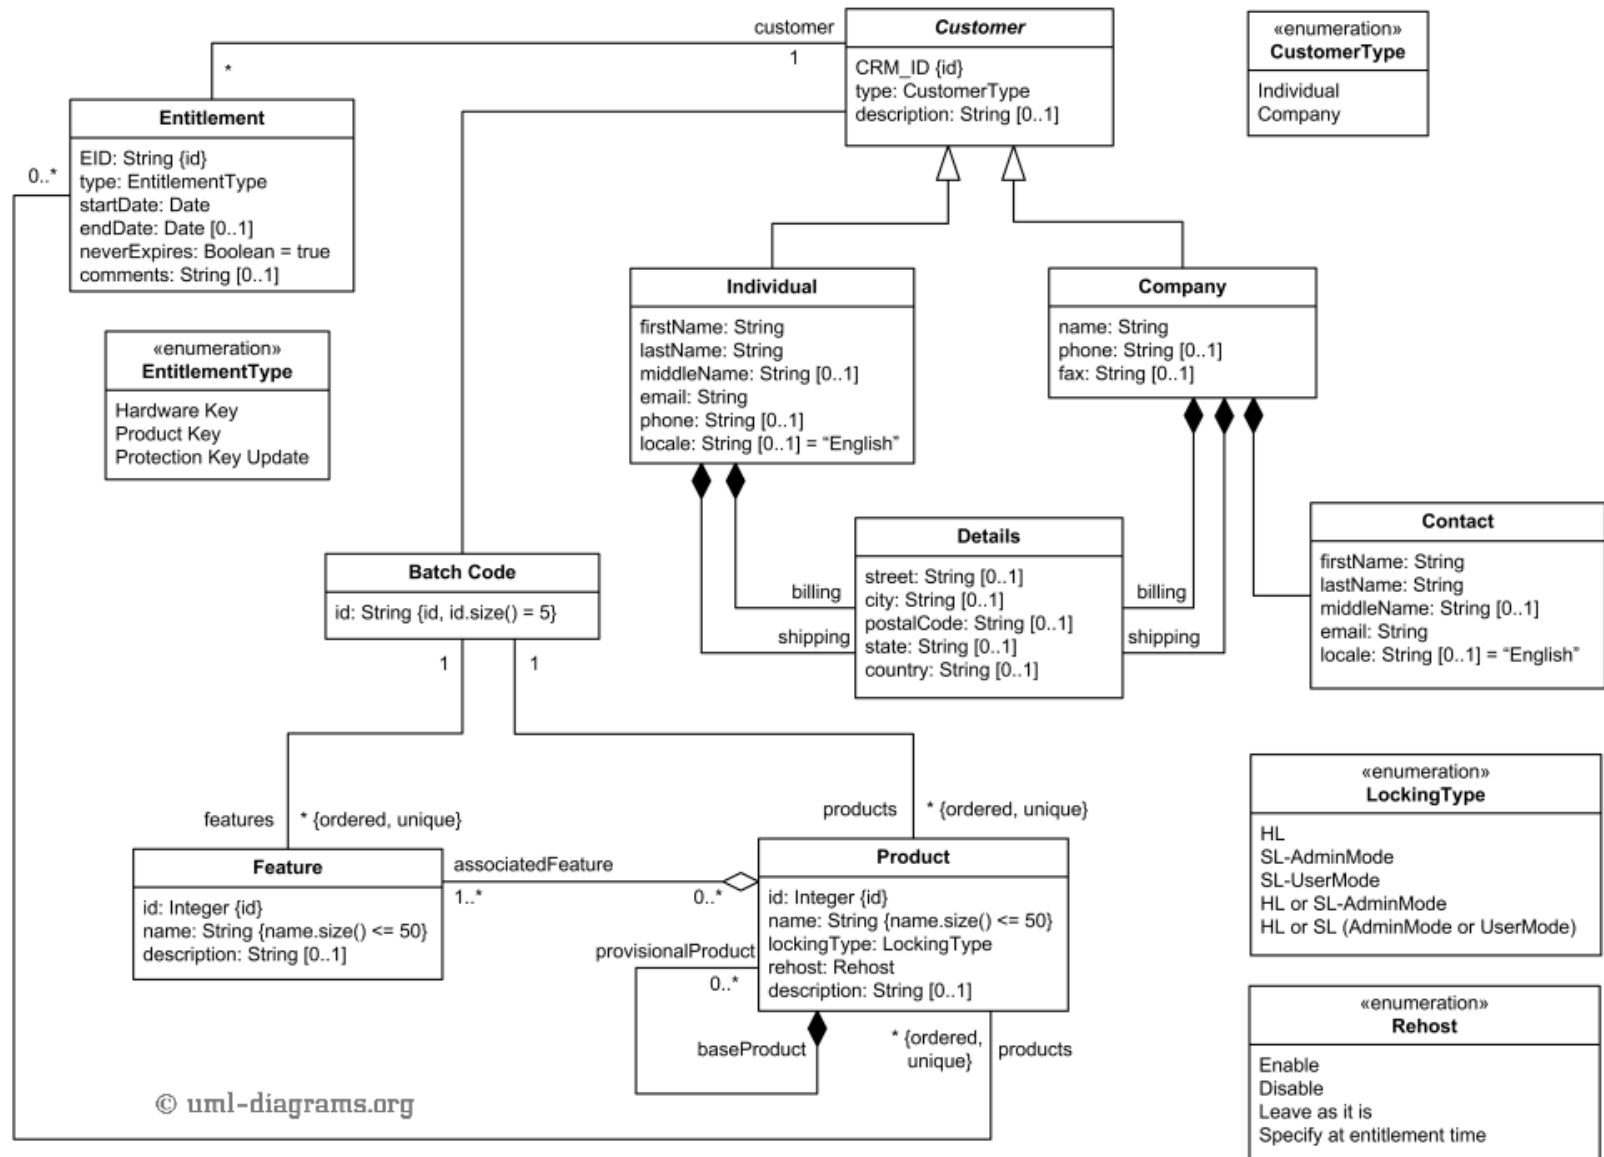 customer
1
*
Customer
CRM_ID {id}
type: CustomerType
description: String [0..1]
«enumeration»
CustomerType
Individual
Company
Entitlement
EID: String {id}
type: EntitlementType
startDate: Date
endDate: Date [0..1]
neverExpires: Boolean = true
comments: String [0..1]
0..*
«enumeration»
EntitlementType
Hardware Key
Product Key
Protection Key Update
Individual
firstName: String
lastName: String
middleName: String [0..1]
email: String
phone: String [0..1]
locale: String [0..1] = “English”
Company
name: String
phone: String [0..1]
fax: String [0..1]
Details
street: String [0..1]
city: String [0..1]
postalCode: String [0..1]
state: String [0..1]
country: String [0..1]
billing
shipping
billing
shipping
Contact
firstName: String
lastName: String
middleName: String [0..1]
email: String
locale: String [0..1] = “English”
Batch Code
id: String {id, id.size() = 5}
1
1
features
* {ordered, unique}
products
* {ordered, unique}
Feature
id: Integer {id}
name: String {name.size() <= 50}
description: String [0..1]
associatedFeature
1..*
0..*
Product
id: Integer {id}
name: String {name.size() <= 50}
lockingType: LockingType
rehost: Rehost
description: String [0..1]
provisionalProduct
0..*
baseProduct
* {ordered,
unique}
products
«enumeration»
LockingType
HL
SL-AdminMode
SL-UserMode
HL or SL-AdminMode
HL or SL (AdminMode or UserMode)
«enumeration»
Rehost
Enable
Disable
Leave as it is
Specify at entitlement time
© uml-diagrams.org